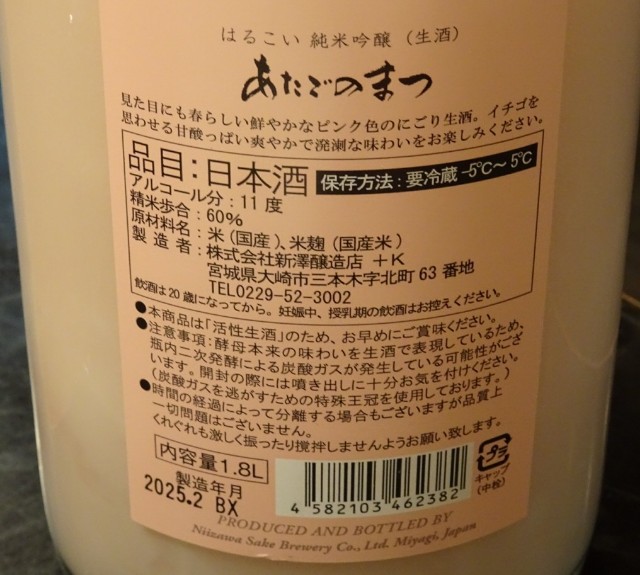 はるこい 純米吟醸 (生酒)
あたごのまつ
見た目にも春らしい鮮やかなピンク色のにごり生酒。イチゴを
思わせる甘酸っぱい爽やかで溌溂な味わいをお楽しみください。
品目:日本酒 保存方法:要冷蔵-5℃~5℃
アルコール分:11度
精米歩合:60%
原材料名:米(国産)、米麹(国産米)
製造者:株式会社新澤醸造店 +K
宮城県大崎市三本木字北町63番地
TEL0229-52-3002
飲酒は20歳になってから。妊娠中、授乳期の飲酒はお控えください。
●本商品は「活性生酒」のため、お早めにご賞味ください。
●注意事項:酵母本来の味わいを生酒で表現しているため、
瓶内二次発酵による炭酸ガスが発生している可能性がござ
います。開封の際には噴き出しに十分お気を付けください。
(炭酸ガスを逃がすための特殊王冠を使用しております。)
●時間の経過によって分離する場合もございますが品質上
一切問題はございません。
くれぐれも激しく振ったり撹拌しませんようお願い致します。
内容量1.8L
製造年月
2025.2 BX
4 582103 462382
プラ
キャップ
(中栓)
PRODUCED AND BOTTLED BY
Niizawa Sake Brewery Co., Ltd. Miyagi, Japan